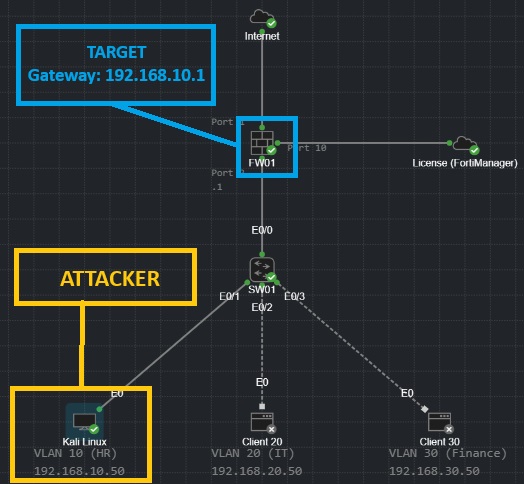 Internet
TARGET
Gateway: 192.168.10.1
Port 1
FW01
Port 10
License (FortiManager)
.1
E0/0
SW01
E0/1
E0/2
E0/3
ATTACKER
E0
E0
E0
Kali Linux
Client 20
Client 30
VLAN 10 (HR)
VLAN 20 (IT)
VLAN 30 (Finance)
192.168.10.50
192.168.20.50
192.168.30.50